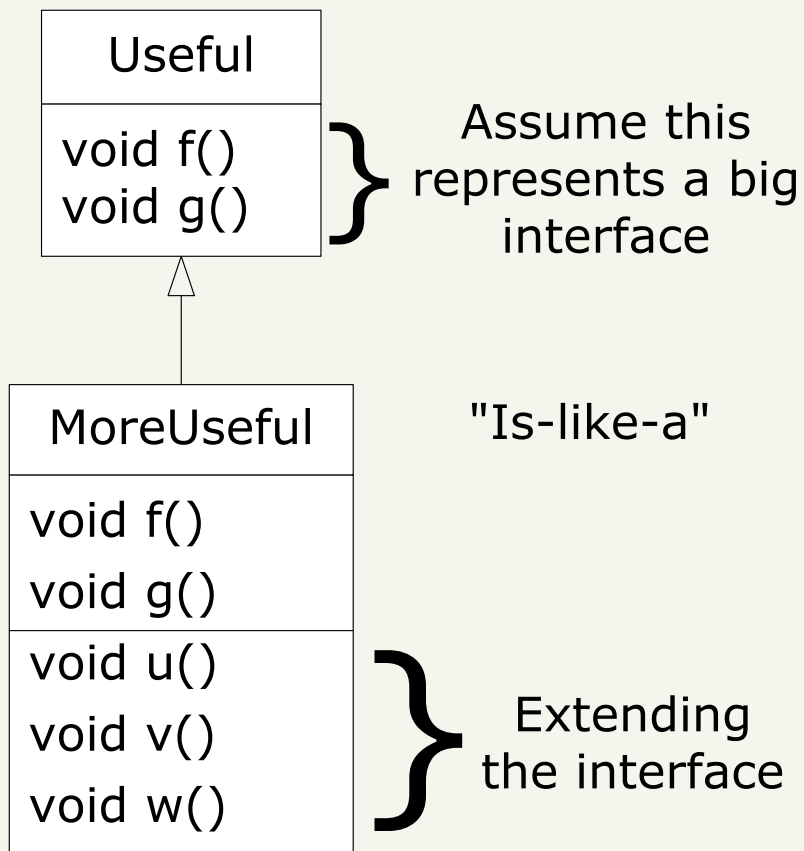 Useful
void f()
void g()
}
Assume this
represents a big
interface
MoreUseful
"Is-like-a"
void f()
void g()
void u()
void v()
void w()
}
Extending
the interface